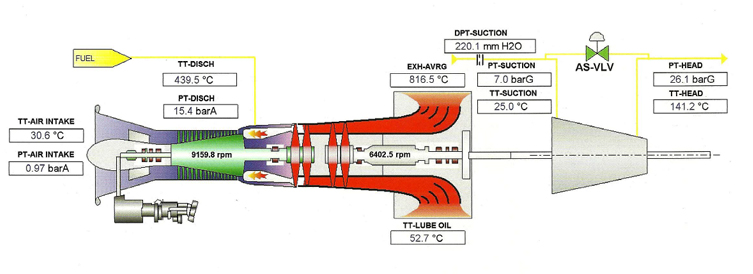 FUEL
TT-DISCH
439.5 °C
PT-DISCH
15.4 barA
TT-AIR INTAKE
30.6 °C
PT-AIR INTAKE
0.97 barA
9159.8 rpm
6402.5 rpm
EXH-AVRG
816.5 °C
DPT-SUCTION
220.1 mm H2O
PT-SUCTION
7.0 barG
TT-SUCTION
25.0 °C
AS-VLV
PT-HEAD
26.1 barG
TT-HEAD
141.2 °C
TT-LUBE OIL
52.7 °C